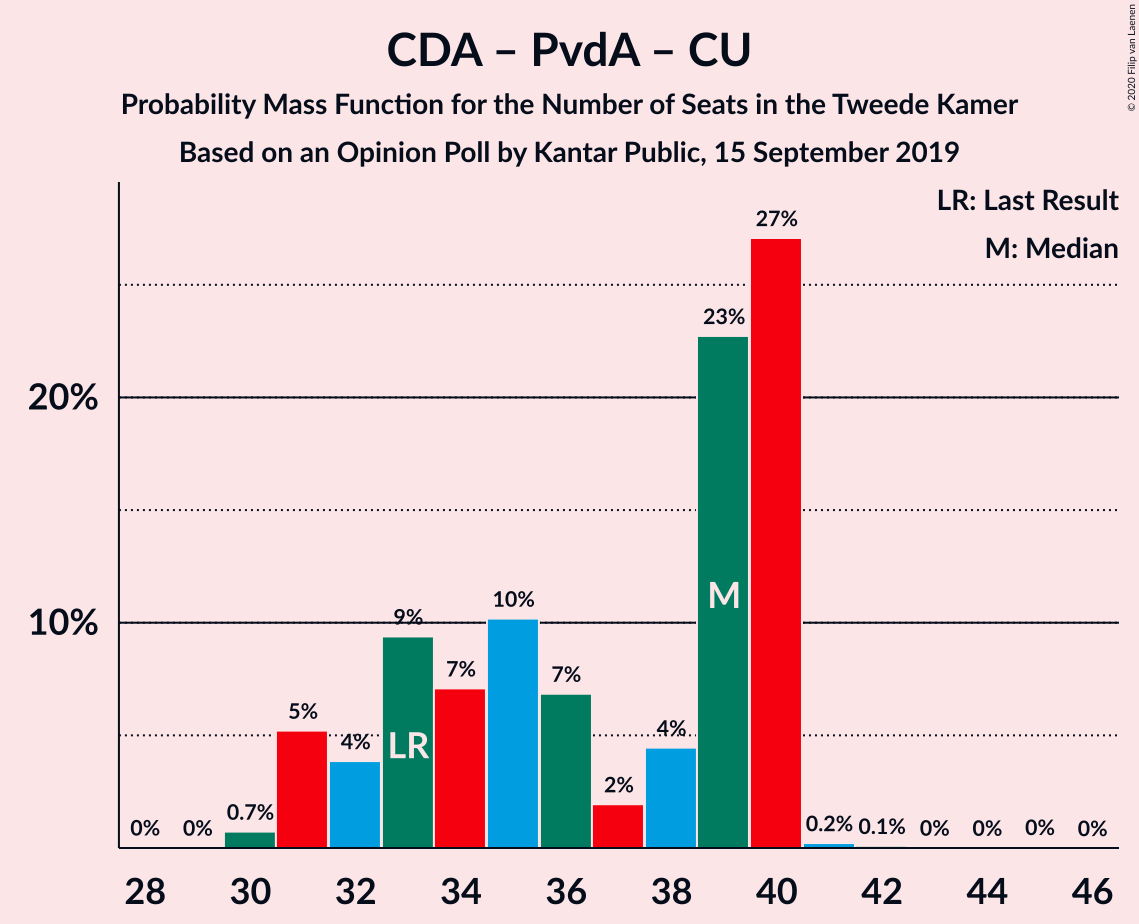 CDA – PvdA – CU
Probability Mass Function for the Number of Seats in the Tweede Kamer
Based on an Opinion Poll by Kantar Public, 15 September 2019
© 2020 Filip van Laenen
LR: Last Result
M: Median
20%
10%
0% 0% 0.7% 5% 4% 9% 7% 10% 7% 2% 4% 23% 27% 0.2% 0.1% 0% 0% 0% 0%
LR
M
28 30 32 34 36 38 40 42 44 46